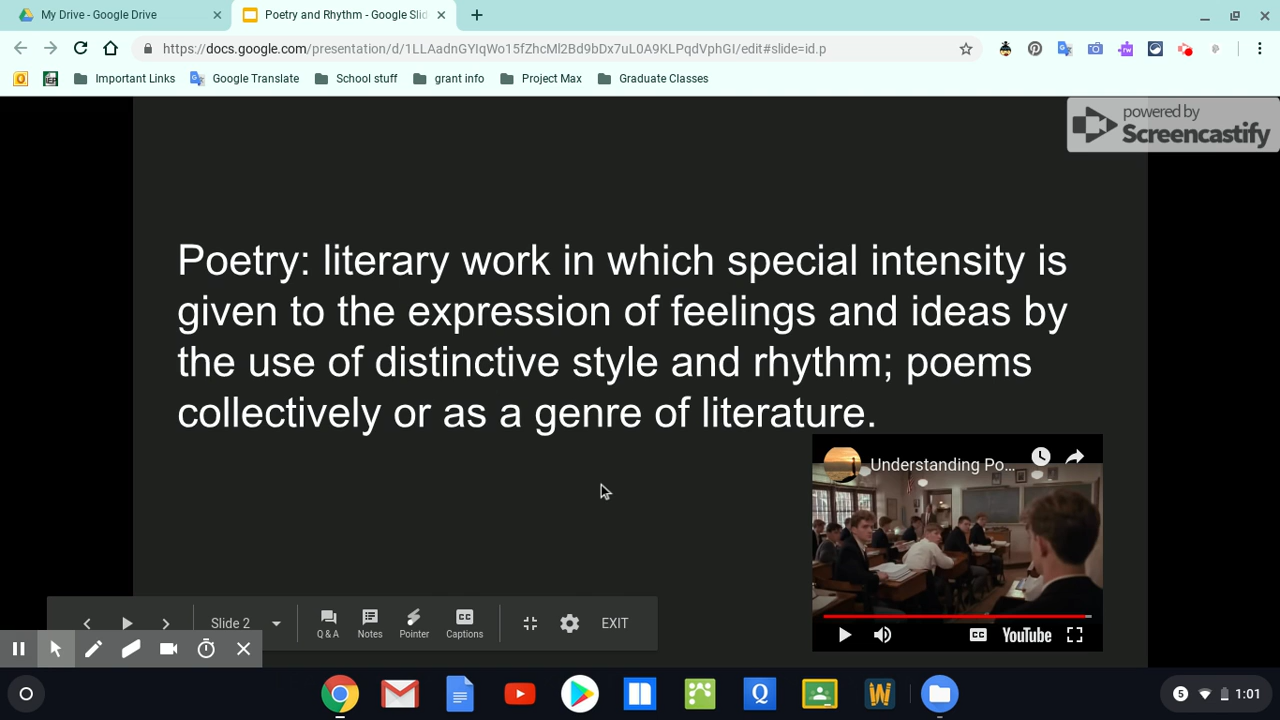 My Drive - Google Drive
Poetry and Rhythm - Google Slid
https://docs.google.com/presentation/d/1LLAadnGYIqWo15fZhcMl2Bd9bDx7uL0A9KLPqdVphGI/edit#slide=id.p
Important Links
Google Translate
School stuff
grant info
Project Max
Graduate Classes
powered by
Screencastify
Poetry: literary work in which special intensity is
given to the expression of feelings and ideas by
the use of distinctive style and rhythm; poems
collectively or as a genre of literature.
Understanding Po...
CC YouTube
Slide 2
Q & A
Notes
Pointer
CC
Captions
EXIT
5
1:01